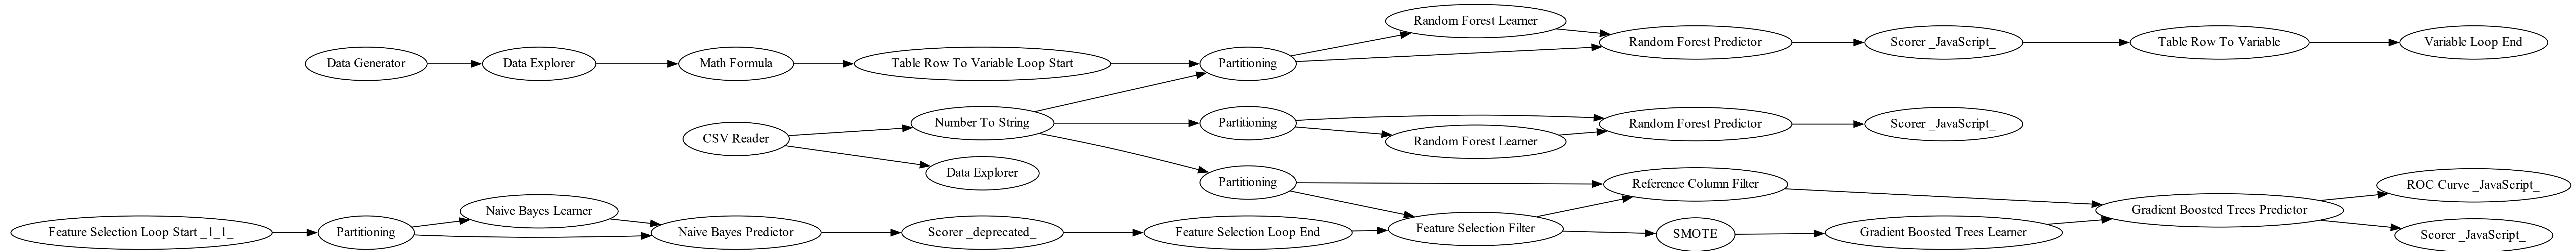 Random Forest Learner
Data Generator
Data Explorer
Math Formula
Table Row To Variable Loop Start
Partitioning
Random Forest Predictor
Scorer _JavaScript_
Table Row To Variable
Variable Loop End
CSV Reader
Number To String
Partitioning
Random Forest Learner
Random Forest Predictor
Scorer _JavaScript_
Data Explorer
Partitioning
Reference Column Filter
ROC Curve _JavaScript_
Feature Selection Loop Start _1_1_
Partitioning
Naive Bayes Learner
Naive Bayes Predictor
Scorer _deprecated_
Feature Selection Loop End
Feature Selection Filter
SMOTE
Gradient Boosted Trees Learner
Gradient Boosted Trees Predictor
Scorer _JavaScript_